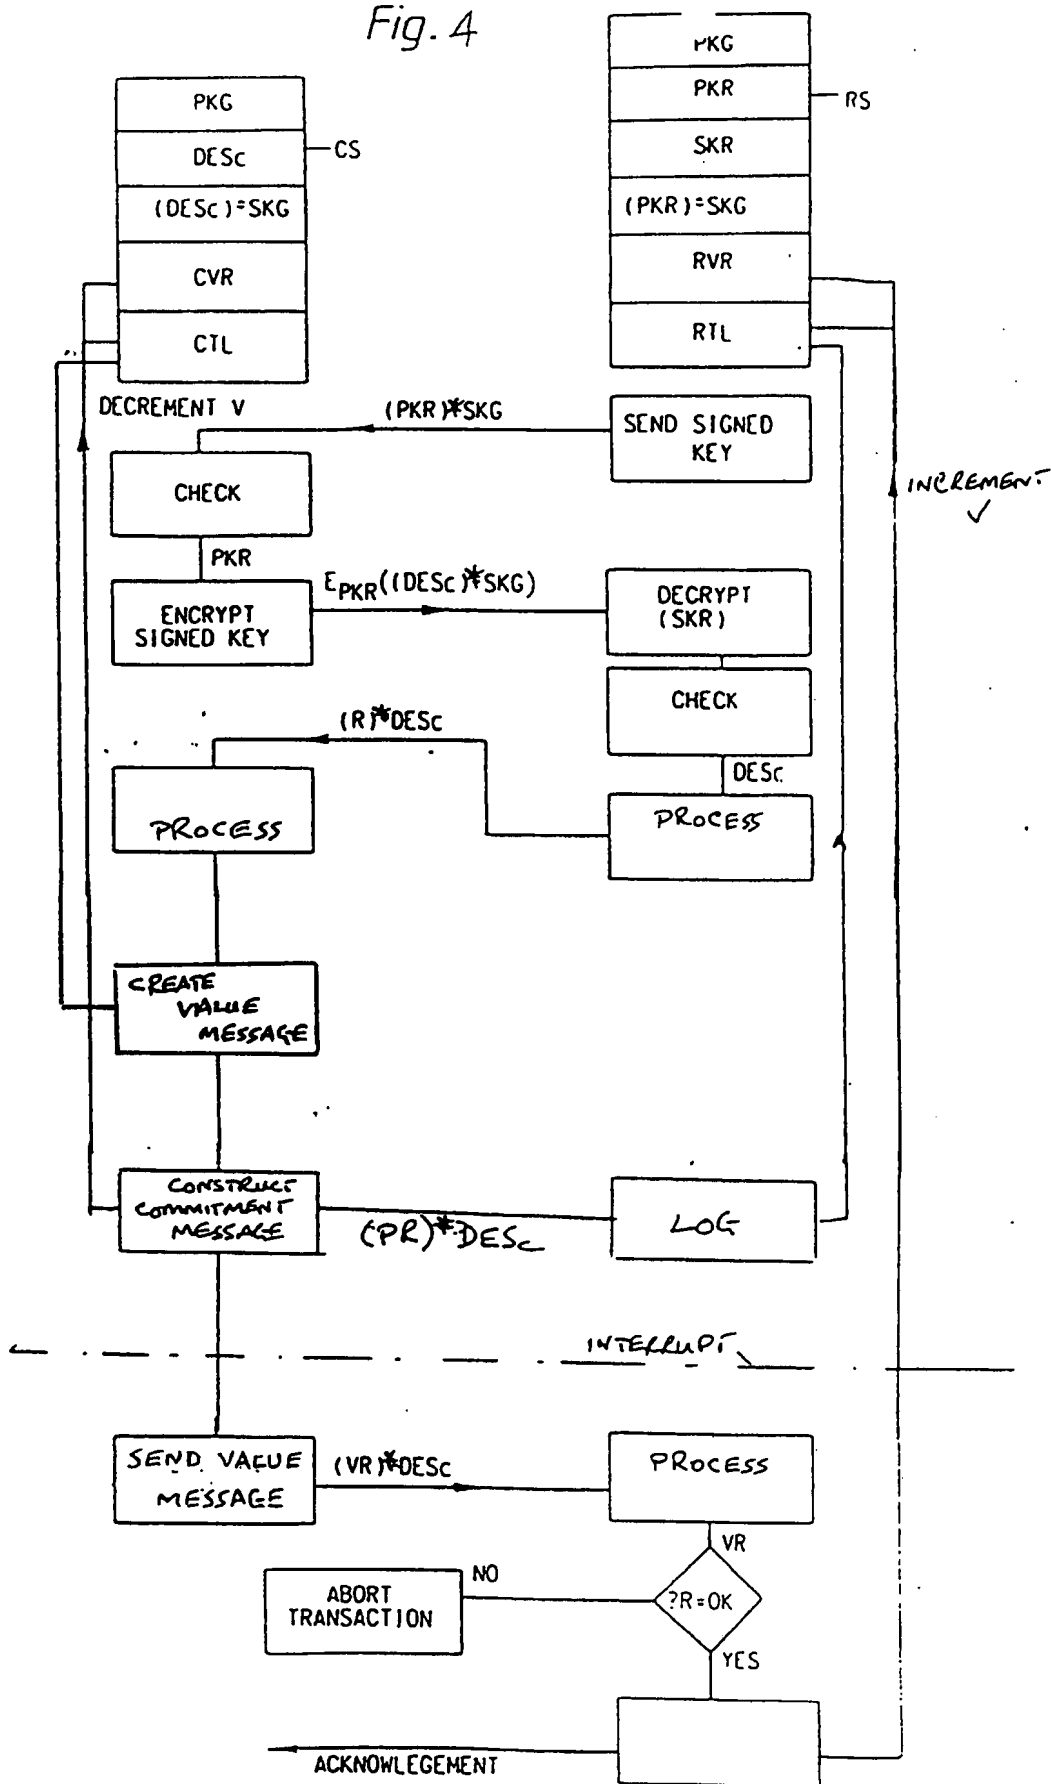 Fig. 4
PKG
DESc
(DESc)*SKG
CVR
CTL
CS
PKG
PKR
SKR
(PKR)*SKG
RVR
RTL
RS
DECREMENT V
(PKR)*SKG
SEND SIGNED
KEY
CHECK
INCREMENT
V
PKR
ENCRYPT
SIGNED KEY
EPKR((DESc)*SKG)
DECRYPT
(SKR)
CHECK
(R)*DESc
DESc
PROCESS
PROCESS
CREATE
VALUE
MESSAGE
CONSTRUCT
COMMITMENT
MESSAGE
(PR)*DESc
LOG
INTERRUPT
SEND VALUE
MESSAGE
(VR)*DESc
PROCESS
VR
NO
ABORT
TRANSACTION
?R=OK
YES
ACKNOWLEGEMENT